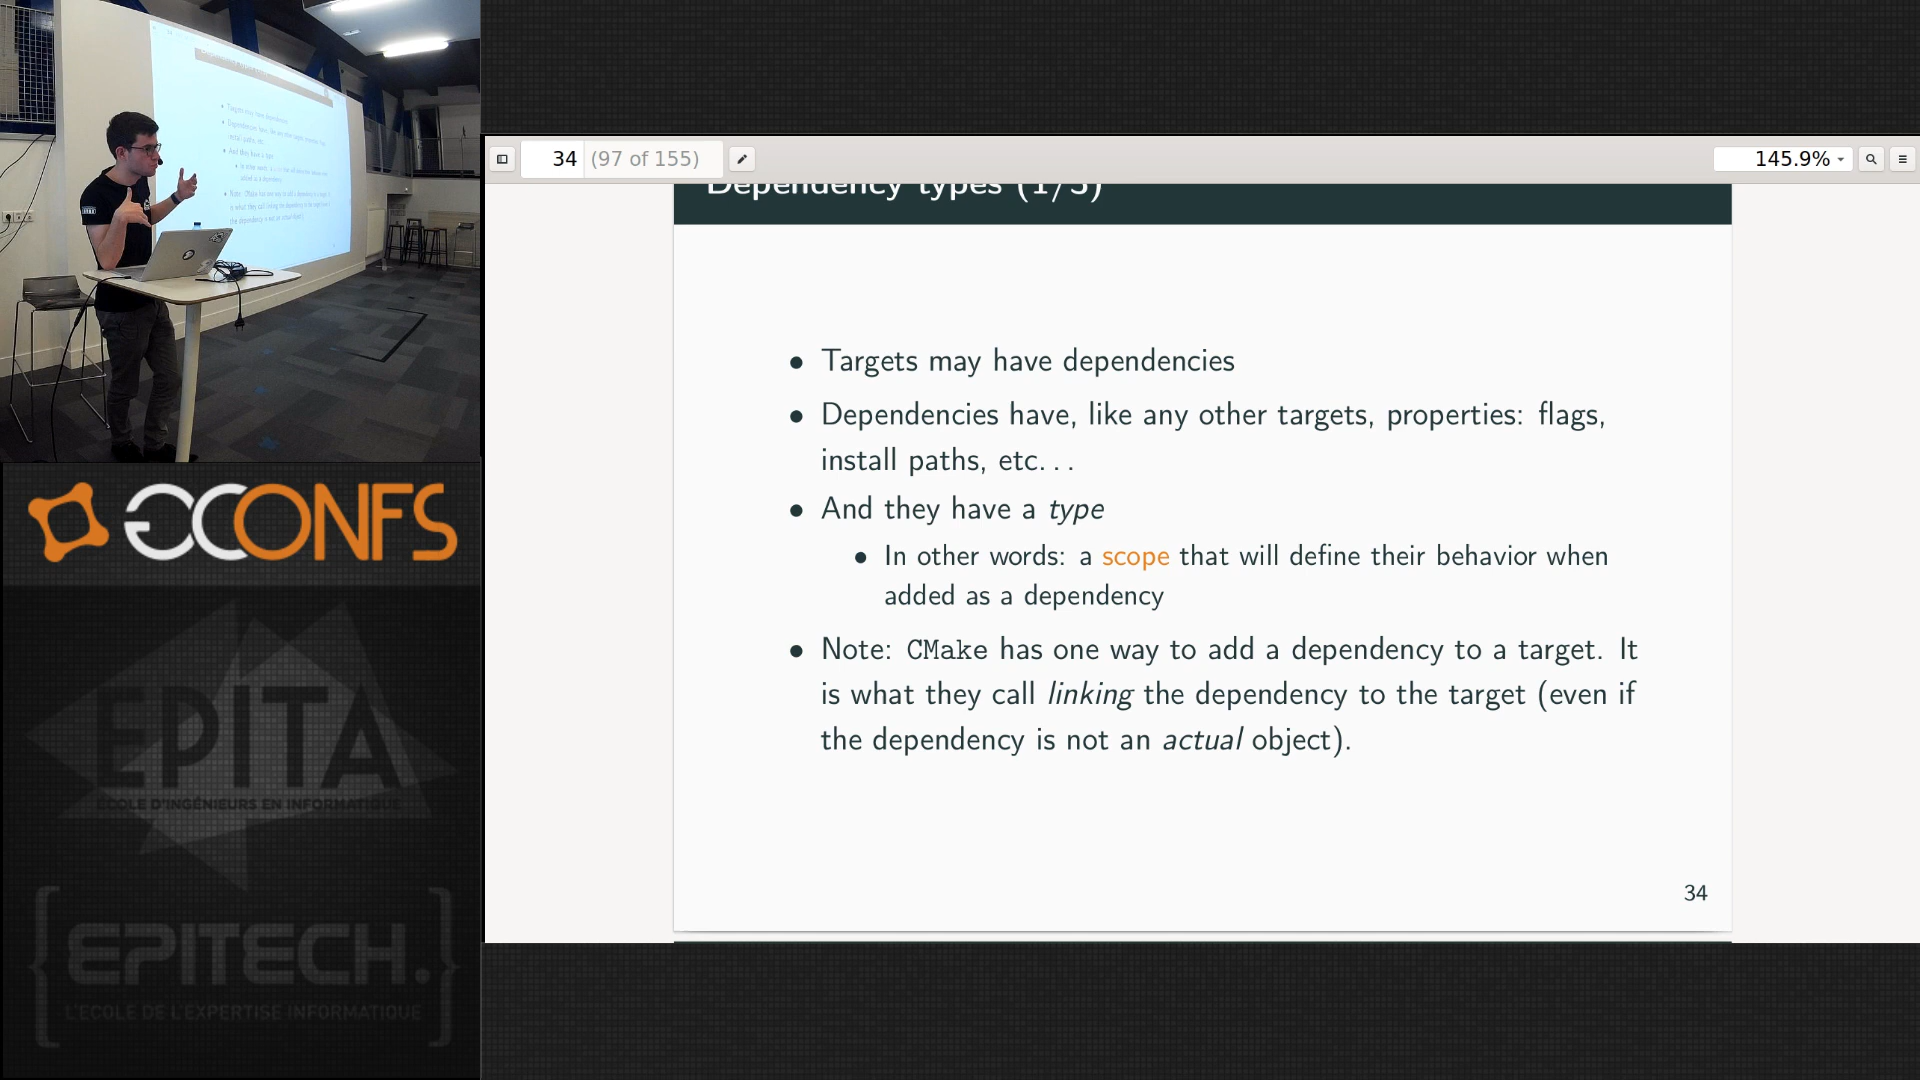 34 (97 of 155)
145.9%
Dependency types (1/3)
• Targets may have dependencies
• Dependencies have, like any other targets, properties: flags,
install paths, etc...
• And they have a type
• In other words: a scope that will define their behavior when
added as a dependency
• Note: CMake has one way to add a dependency to a target. It
is what they call linking the dependency to the target (even if
the dependency is not an actual object).
34
CONFS
EPITA
ECOLE D'INGÉNIEURS EN INFORMATIQUE
{EPITECH.}
L'ECOLE DE L'EXPERTISE INFORMATIQUE